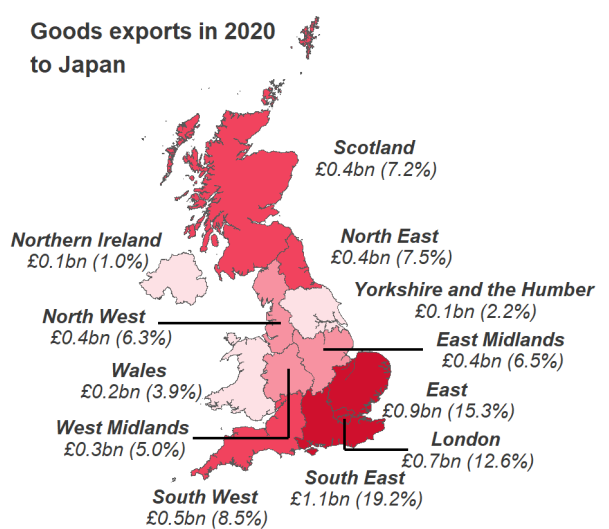 Goods exports in 2020
to Japan
Scotland
£0.4bn (7.2%)
Northern Ireland
£0.1bn (1.0%)
North East
£0.4bn (7.5%)
Yorkshire and the Humber
£0.1bn (2.2%)
North West
£0.4bn (6.3%)
East Midlands
£0.4bn (6.5%)
Wales
£0.2bn (3.9%)
East
£0.9bn (15.3%)
West Midlands
£0.3bn (5.0%)
London
£0.7bn (12.6%)
South East
£1.1bn (19.2%)
South West
£0.5bn (8.5%)